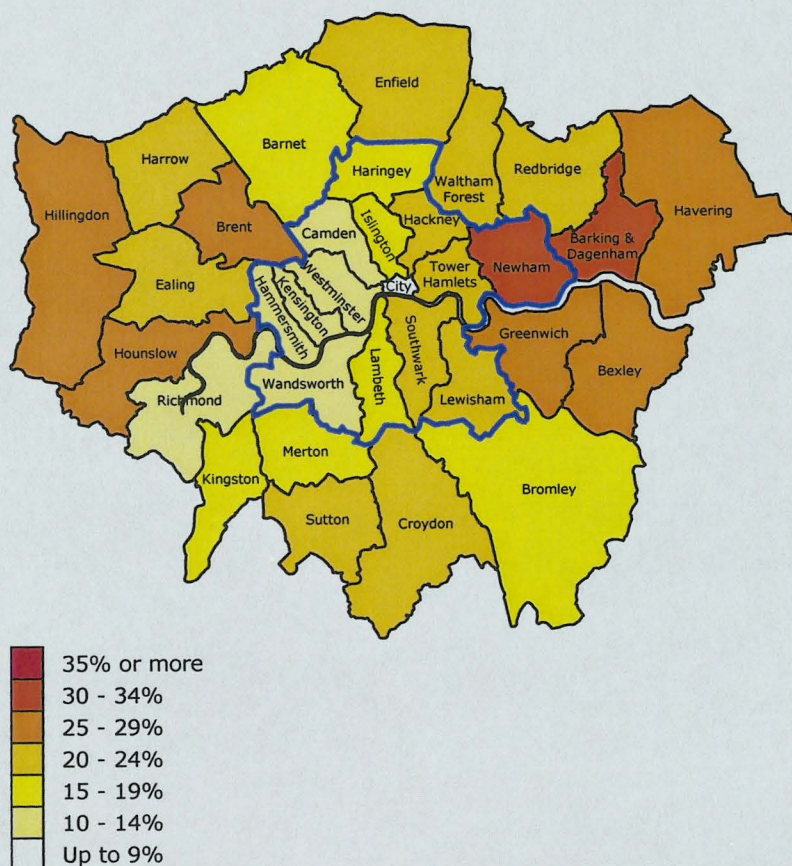 Enfield
Barnet
Harrow
Haringey
Waltham
Forest
Redbridge
Havering
Hillingdon
Brent
Camden
Islington
Hackney
Barking &
Dagenham
Newham
Ealing
Tower
Hamlets
City
Westminster
Kensington
Hammersmith
Hounslow
Greenwich
Southwark
Bexley
Richmond
Wandsworth
Lambeth
Lewisham
Merton
Kingston
Bromley
Sutton
Croydon
35% or more
30 - 34%
25 - 29%
20 - 24%
15 - 19%
10 - 14%
Up to 9%